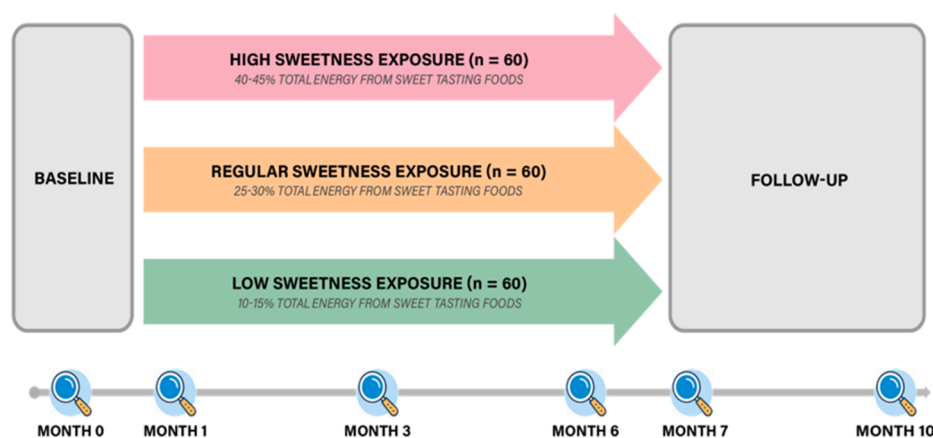 HIGH SWEETNESS EXPOSURE (n = 60)
40-45% TOTAL ENERGY FROM SWEET TASTING FOODS
BASELINE
REGULAR SWEETNESS EXPOSURE (n = 60)
25-30% TOTAL ENERGY FROM SWEET TASTING FOODS
FOLLOW-UP
LOW SWEETNESS EXPOSURE (n = 60)
10-15% TOTAL ENERGY FROM SWEET TASTING FOODS
MONTH 0
MONTH 1
MONTH 3
MONTH 6
MONTH 7
MONTH 10